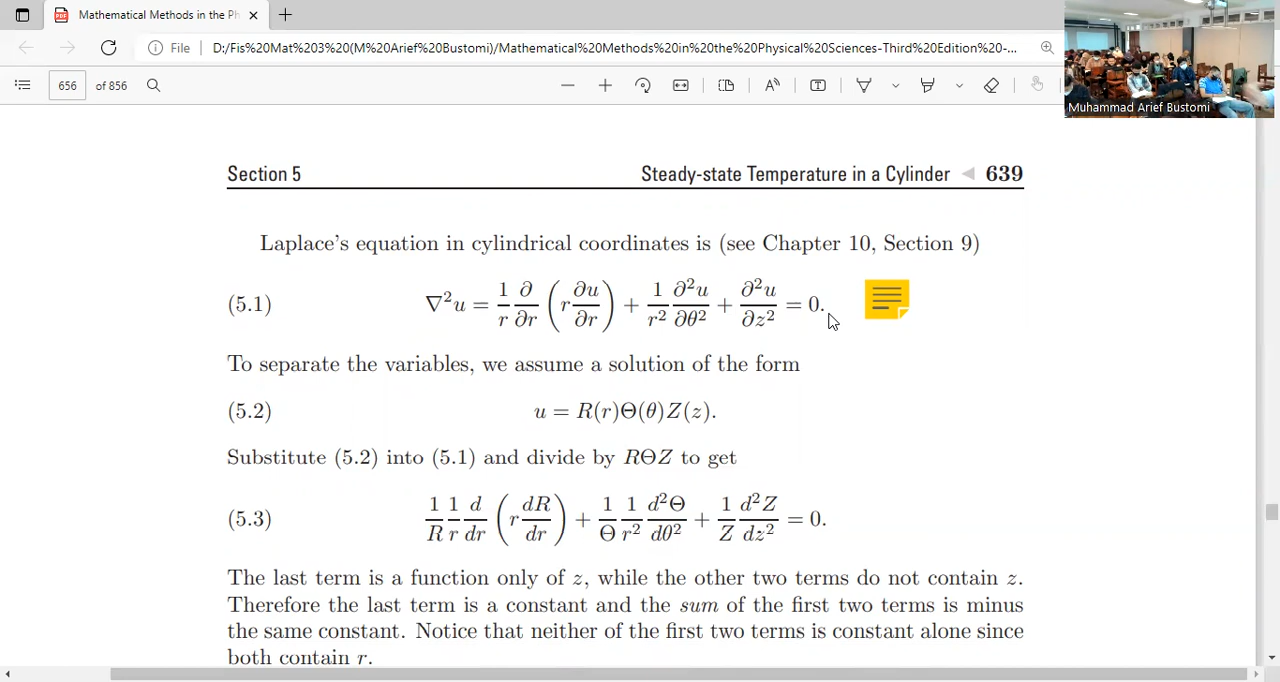 Mathematical Methods in the Ph
File D:/Fis%20Mat%203%20(M%20Arief%20Bustomi)/Mathematical%20Methods%20in%20the%20Physical%20Sciences-Third%20Edition%20-...
656 of 856
Muhammad Arief Bustomi
Section 5 Steady-state Temperature in a Cylinder ◀ 639
Laplace's equation in cylindrical coordinates is (see Chapter 10, Section 9)
(5.1) ∇²u = 1/r ∂/∂r (r ∂u/∂r) + 1/r² ∂²u/∂θ² + ∂²u/∂z² = 0.
To separate the variables, we assume a solution of the form
(5.2) u = R(r)Θ(θ)Z(z).
Substitute (5.2) into (5.1) and divide by RΘZ to get
(5.3) 1/R 1/r d/dr (r dR/dr) + 1/Θ 1/r² d²Θ/dθ² + 1/Z d²Z/dz² = 0.
The last term is a function only of z, while the other two terms do not contain z.
Therefore the last term is a constant and the sum of the first two terms is minus
the same constant. Notice that neither of the first two terms is constant alone since
both contain r.